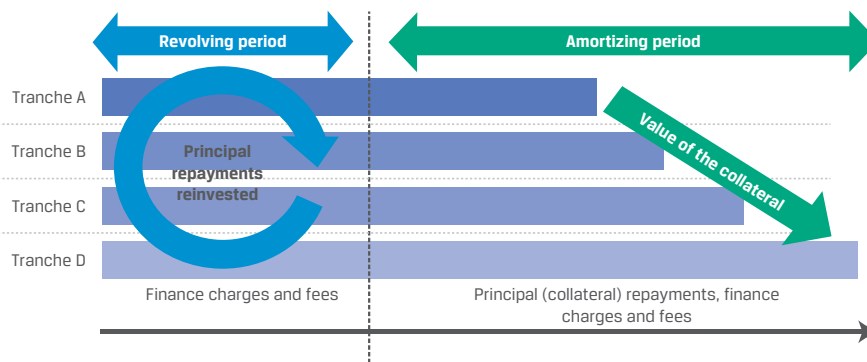 Revolving period
Amortizing period
Tranche A
Tranche B
Tranche C
Tranche D
Principal
repayments
reinvested
Value of the collateral
Finance charges and fees
Principal (collateral) repayments, finance
charges and fees